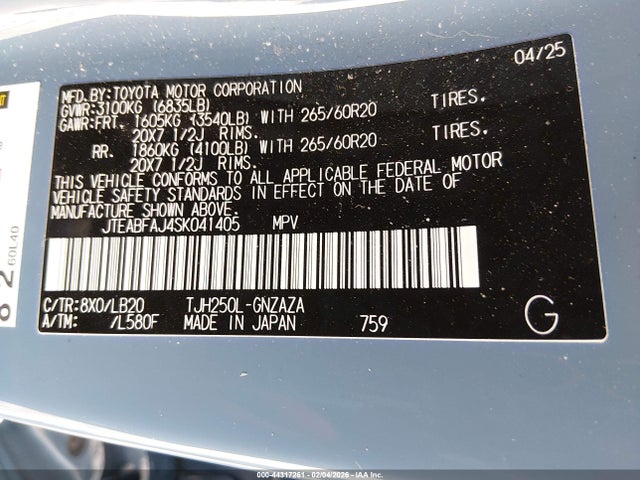 04/25
MFD.BY:TOYOTA MOTOR CORPORATION
GVWR:3100KG (6835LB)
GAWR:FRT. 1605KG (3540LB) WITH 265/60R20 TIRES.
20X7 1/2J RIMS.
RR. 1860KG (4100LB) WITH 265/60R20 TIRES.
20X7 1/2J RIMS.
THIS VEHICLE CONFORMS TO ALL APPLICABLE FEDERAL MOTOR
VEHICLE SAFETY STANDARDS IN EFFECT ON THE DATE OF
MANUFACTURE SHOWN ABOVE.
JTEABFAJ4SK041405 MPV
C/TR:8X0/LB20 TJH250L-GNZAZA
A/TM: /L580F MADE IN JAPAN 759 G
60L40
82
000-44317261 - 02/04/2026 - IAA Inc.